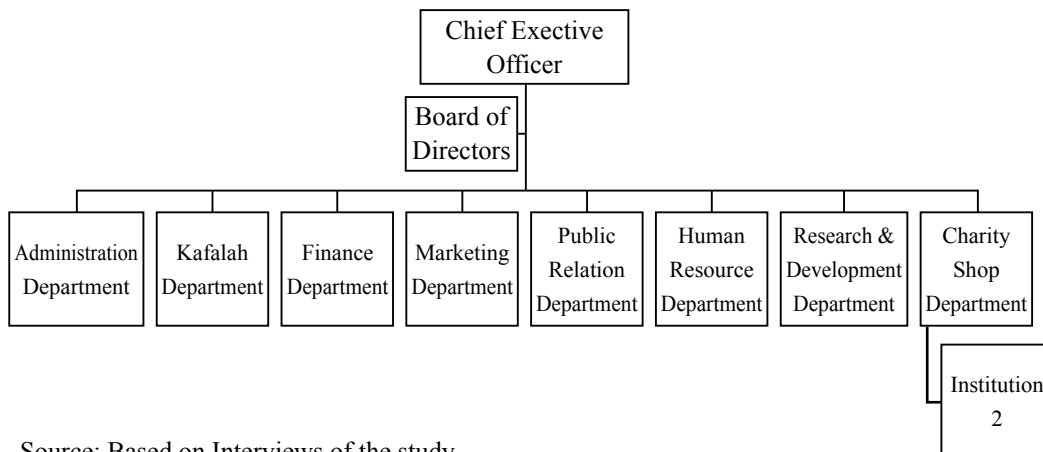 Chief Exective
Officer
Board of
Directors
Administration
Department
Kafalah
Department
Finance
Department
Marketing
Department
Public
Relation
Department
Human
Resource
Department
Research &
Development
Department
Charity
Shop
Department
Institution
2
Source: Based on Interviews of the study